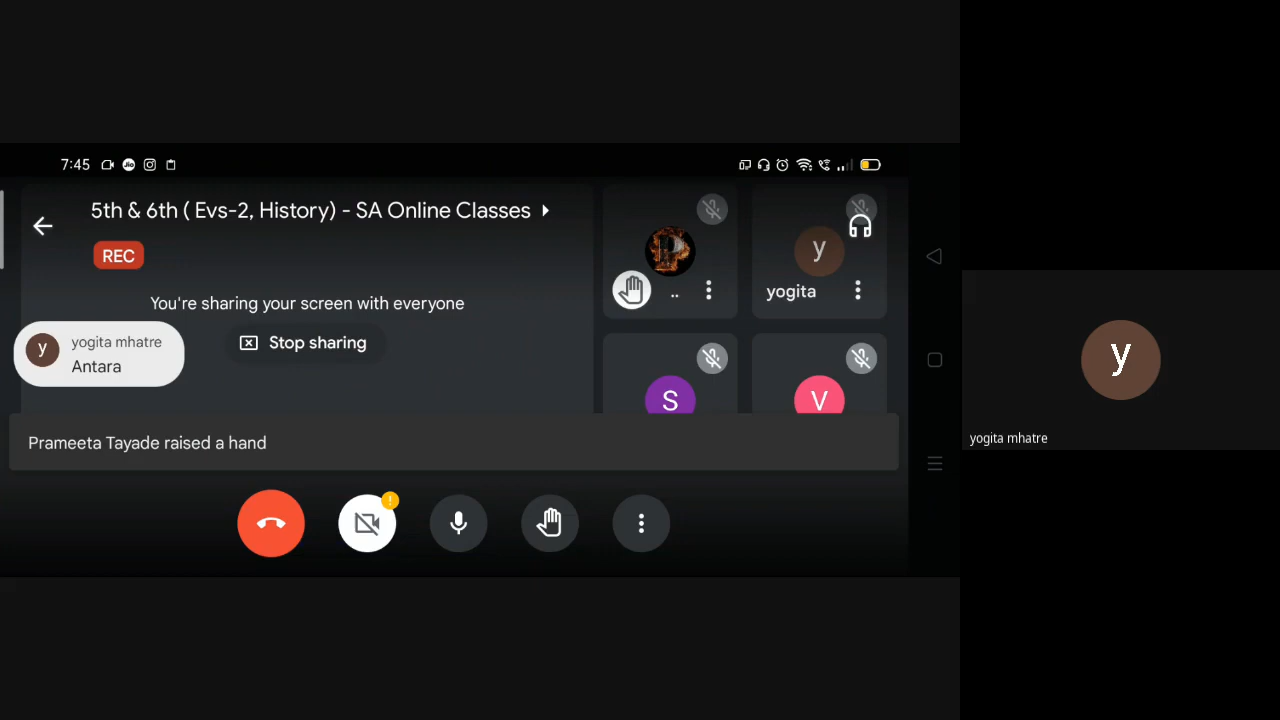 7:45
5th & 6th ( Evs-2, History) - SA Online Classes
REC
You're sharing your screen with everyone
Stop sharing
y
yogita mhatre
Antara
P
..
y
yogita
S
V
Prameeta Tayade raised a hand
y
yogita mhatre